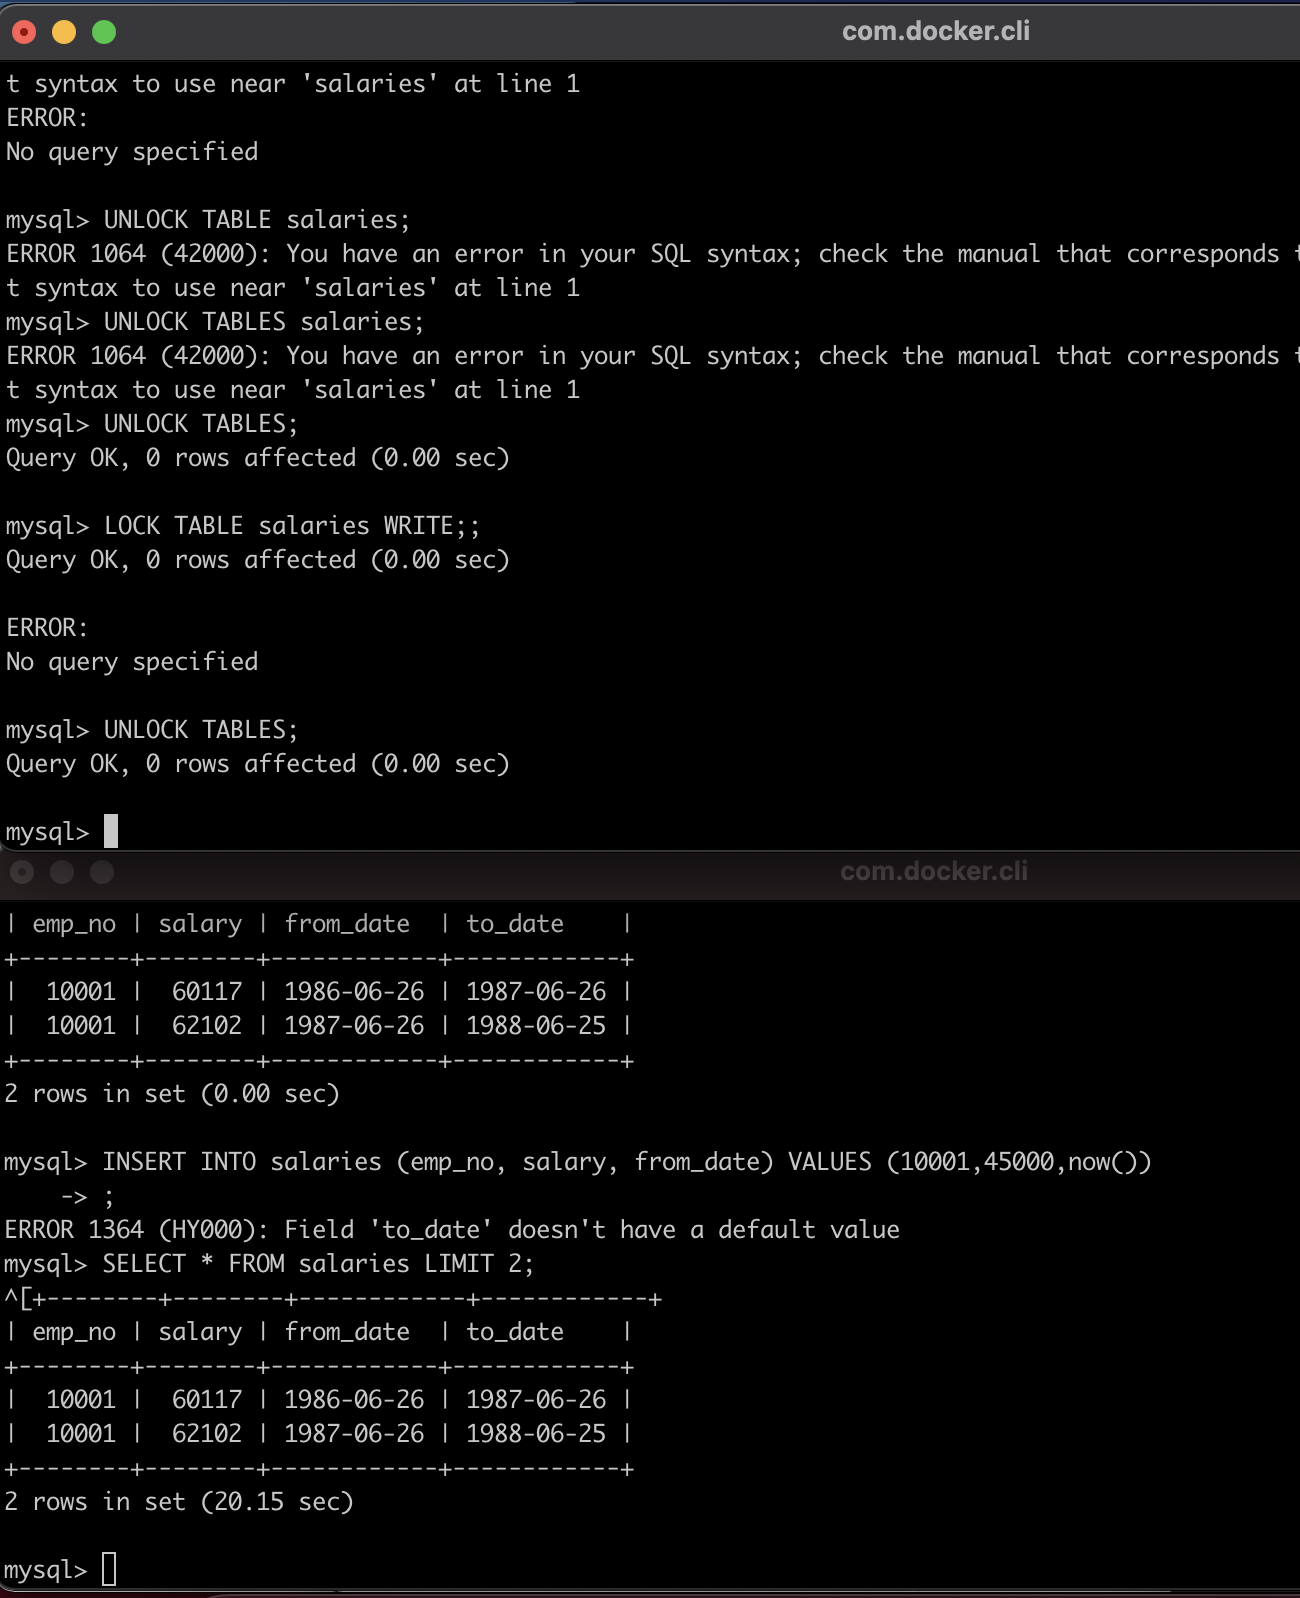 com.docker.cli
t syntax to use near 'salaries' at line 1
ERROR:
No query specified
mysql> UNLOCK TABLE salaries;
ERROR 1064 (42000): You have an error in your SQL syntax; check the manual that corresponds t
t syntax to use near 'salaries' at line 1
mysql> UNLOCK TABLES salaries;
ERROR 1064 (42000): You have an error in your SQL syntax; check the manual that corresponds t
t syntax to use near 'salaries' at line 1
mysql> UNLOCK TABLES;
Query OK, 0 rows affected (0.00 sec)
mysql> LOCK TABLE salaries WRITE;;
Query OK, 0 rows affected (0.00 sec)
ERROR:
No query specified
mysql> UNLOCK TABLES;
Query OK, 0 rows affected (0.00 sec)
mysql>
com.docker.cli
| emp_no | salary | from_date  | to_date    |
+--------+--------+------------+------------+
|  10001 |  60117 | 1986-06-26 | 1987-06-26 |
|  10001 |  62102 | 1987-06-26 | 1988-06-25 |
+--------+--------+------------+------------+
2 rows in set (0.00 sec)
mysql> INSERT INTO salaries (emp_no, salary, from_date) VALUES (10001,45000,now())
    -> ;
ERROR 1364 (HY000): Field 'to_date' doesn't have a default value
mysql> SELECT * FROM salaries LIMIT 2;
^[+--------+--------+------------+------------+
| emp_no | salary | from_date  | to_date    |
+--------+--------+------------+------------+
|  10001 |  60117 | 1986-06-26 | 1987-06-26 |
|  10001 |  62102 | 1987-06-26 | 1988-06-25 |
+--------+--------+------------+------------+
2 rows in set (20.15 sec)
mysql>